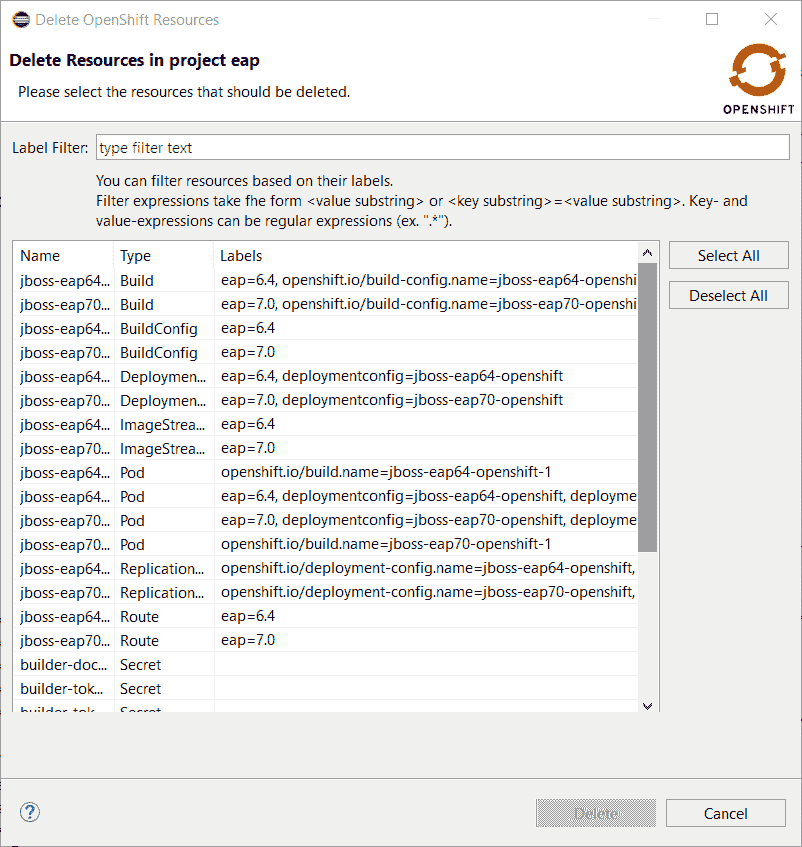 Delete OpenShift Resources
Delete Resources in project eap
Please select the resources that should be deleted.
OPENSHIFT
Label Filter: type filter text
You can filter resources based on their labels.
Filter expressions take fhe form <value substring> or <key substring>=<value substring>. Key- and
value-expressions can be regular expressions (ex. ".*").
Name Type Labels
jboss-eap64... Build eap=6.4, openshift.io/build-config.name=jboss-eap64-openshi
jboss-eap70... Build eap=7.0, openshift.io/build-config.name=jboss-eap70-openshi
jboss-eap64... BuildConfig eap=6.4
jboss-eap70... BuildConfig eap=7.0
jboss-eap64... Deploymen... eap=6.4, deploymentconfig=jboss-eap64-openshift
jboss-eap70... Deploymen... eap=7.0, deploymentconfig=jboss-eap70-openshift
jboss-eap64... ImageStrea... eap=6.4
jboss-eap70... ImageStrea... eap=7.0
jboss-eap64... Pod openshift.io/build.name=jboss-eap64-openshift-1
jboss-eap64... Pod eap=6.4, deploymentconfig=jboss-eap64-openshift, deployme
jboss-eap70... Pod eap=7.0, deploymentconfig=jboss-eap70-openshift, deployme
jboss-eap70... Pod openshift.io/build.name=jboss-eap70-openshift-1
jboss-eap64... Replication... openshift.io/deployment-config.name=jboss-eap64-openshift,
jboss-eap70... Replication... openshift.io/deployment-config.name=jboss-eap70-openshift,
jboss-eap64... Route eap=6.4
jboss-eap70... Route eap=7.0
builder-doc... Secret
builder-tok... Secret
builder-tok... Secret
Select All
Deselect All
?
Delete Cancel